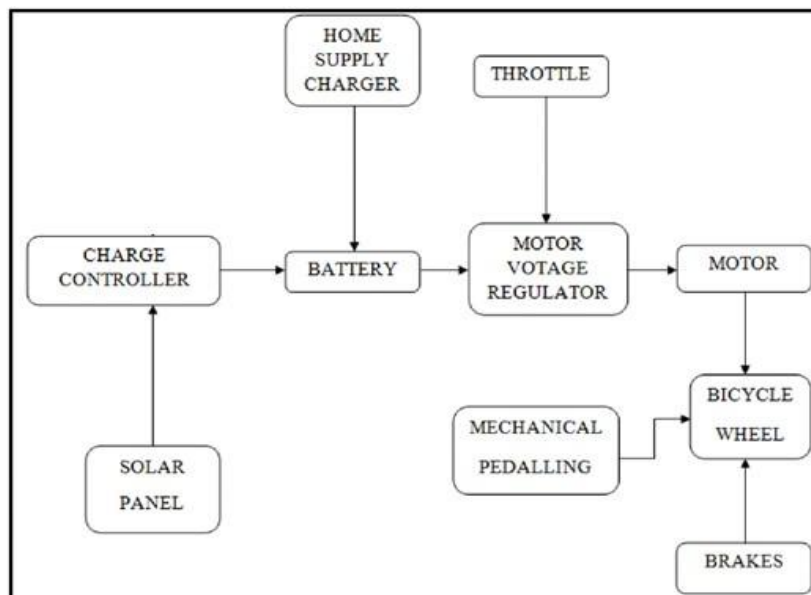 HOME
SUPPLY
CHARGER
THROTTLE
CHARGE
CONTROLLER
BATTERY
MOTOR
VOTAGE
REGULATOR
MOTOR
BICYCLE
WHEEL
MECHANICAL
PEDALLING
SOLAR
PANEL
BRAKES